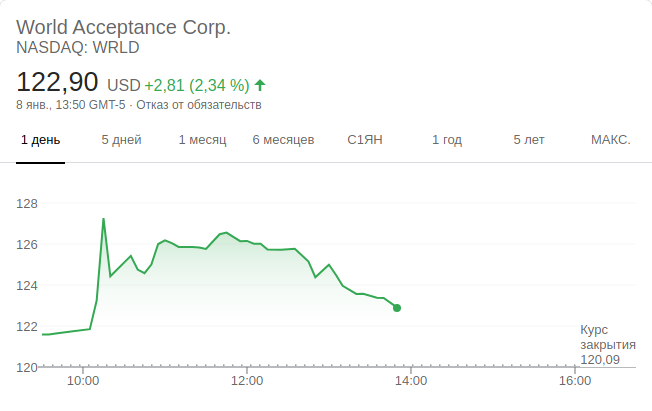 World Acceptance Corp.
NASDAQ: WRLD
122,90 USD +2,81 (2,34 %)
8 янв., 13:50 GMT-5 · Отказ от обязательств
1 день 5 дней 1 месяц 6 месяцев С1ЯН 1 год 5 лет МАКС.
128
126
124
122
Курс
закрытия
120,09
120
10:00 12:00 14:00 16:00